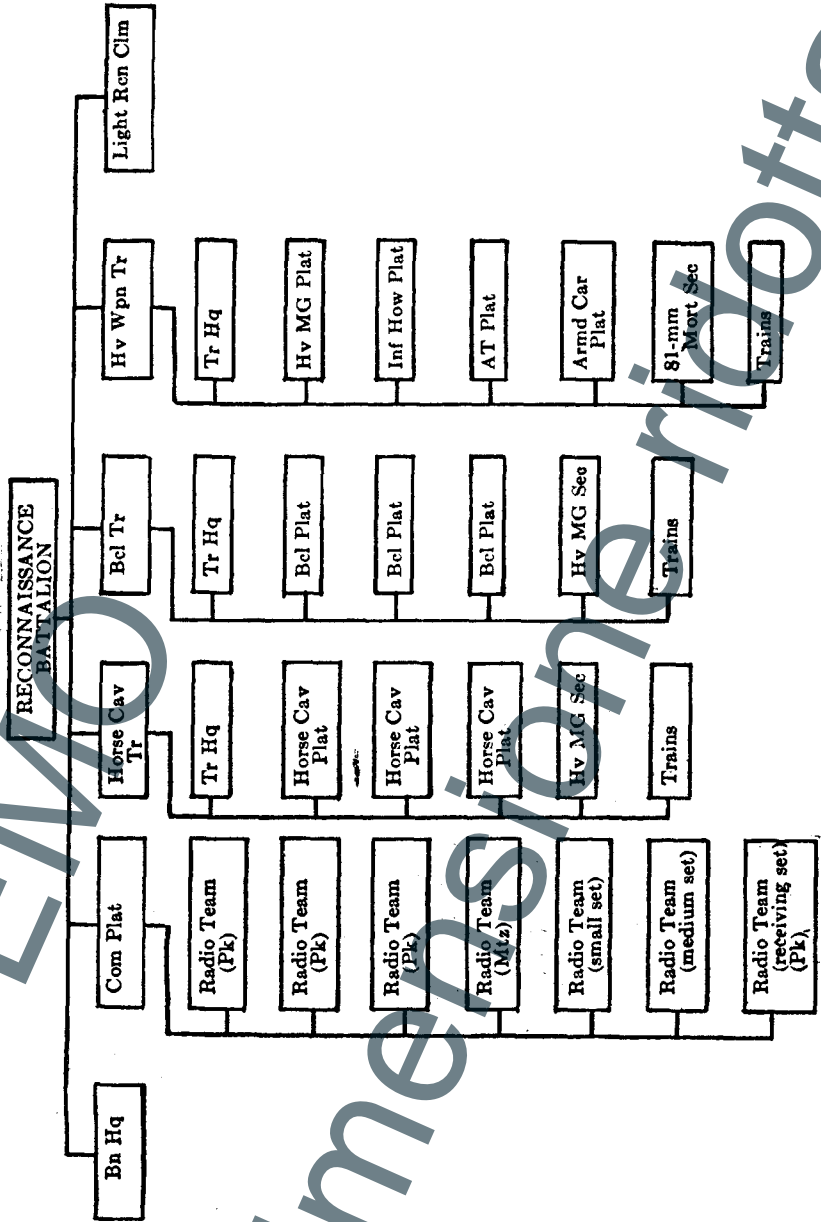 RECONNAISSANCE
BATTALION
Bn Hq
Com Plat
Radio Team
(Pk)
Radio Team
(Pk)
Radio Team
(Pk)
Radio Team
(Mtz)
Radio Team
(small set)
Radio Team
(medium set)
Radio Team
(receiving set)
(Pk)
Horse Cav
Tr
Tr Hq
Horse Cav
Plat
Horse Cav
Plat
Horse Cav
Plat
Hv MG Sec
Trains
Bcl Tr
Tr Hq
Bcl Plat
Bcl Plat
Bcl Plat
Hv MG Sec
Trains
Hv Wpn Tr
Tr Hq
Hv MG Plat
Inf How Plat
AT Plat
Armd Car
Plat
81-mm
Mort Sec
Trains
Light Rcn Clm
EMO
mensione ridotte